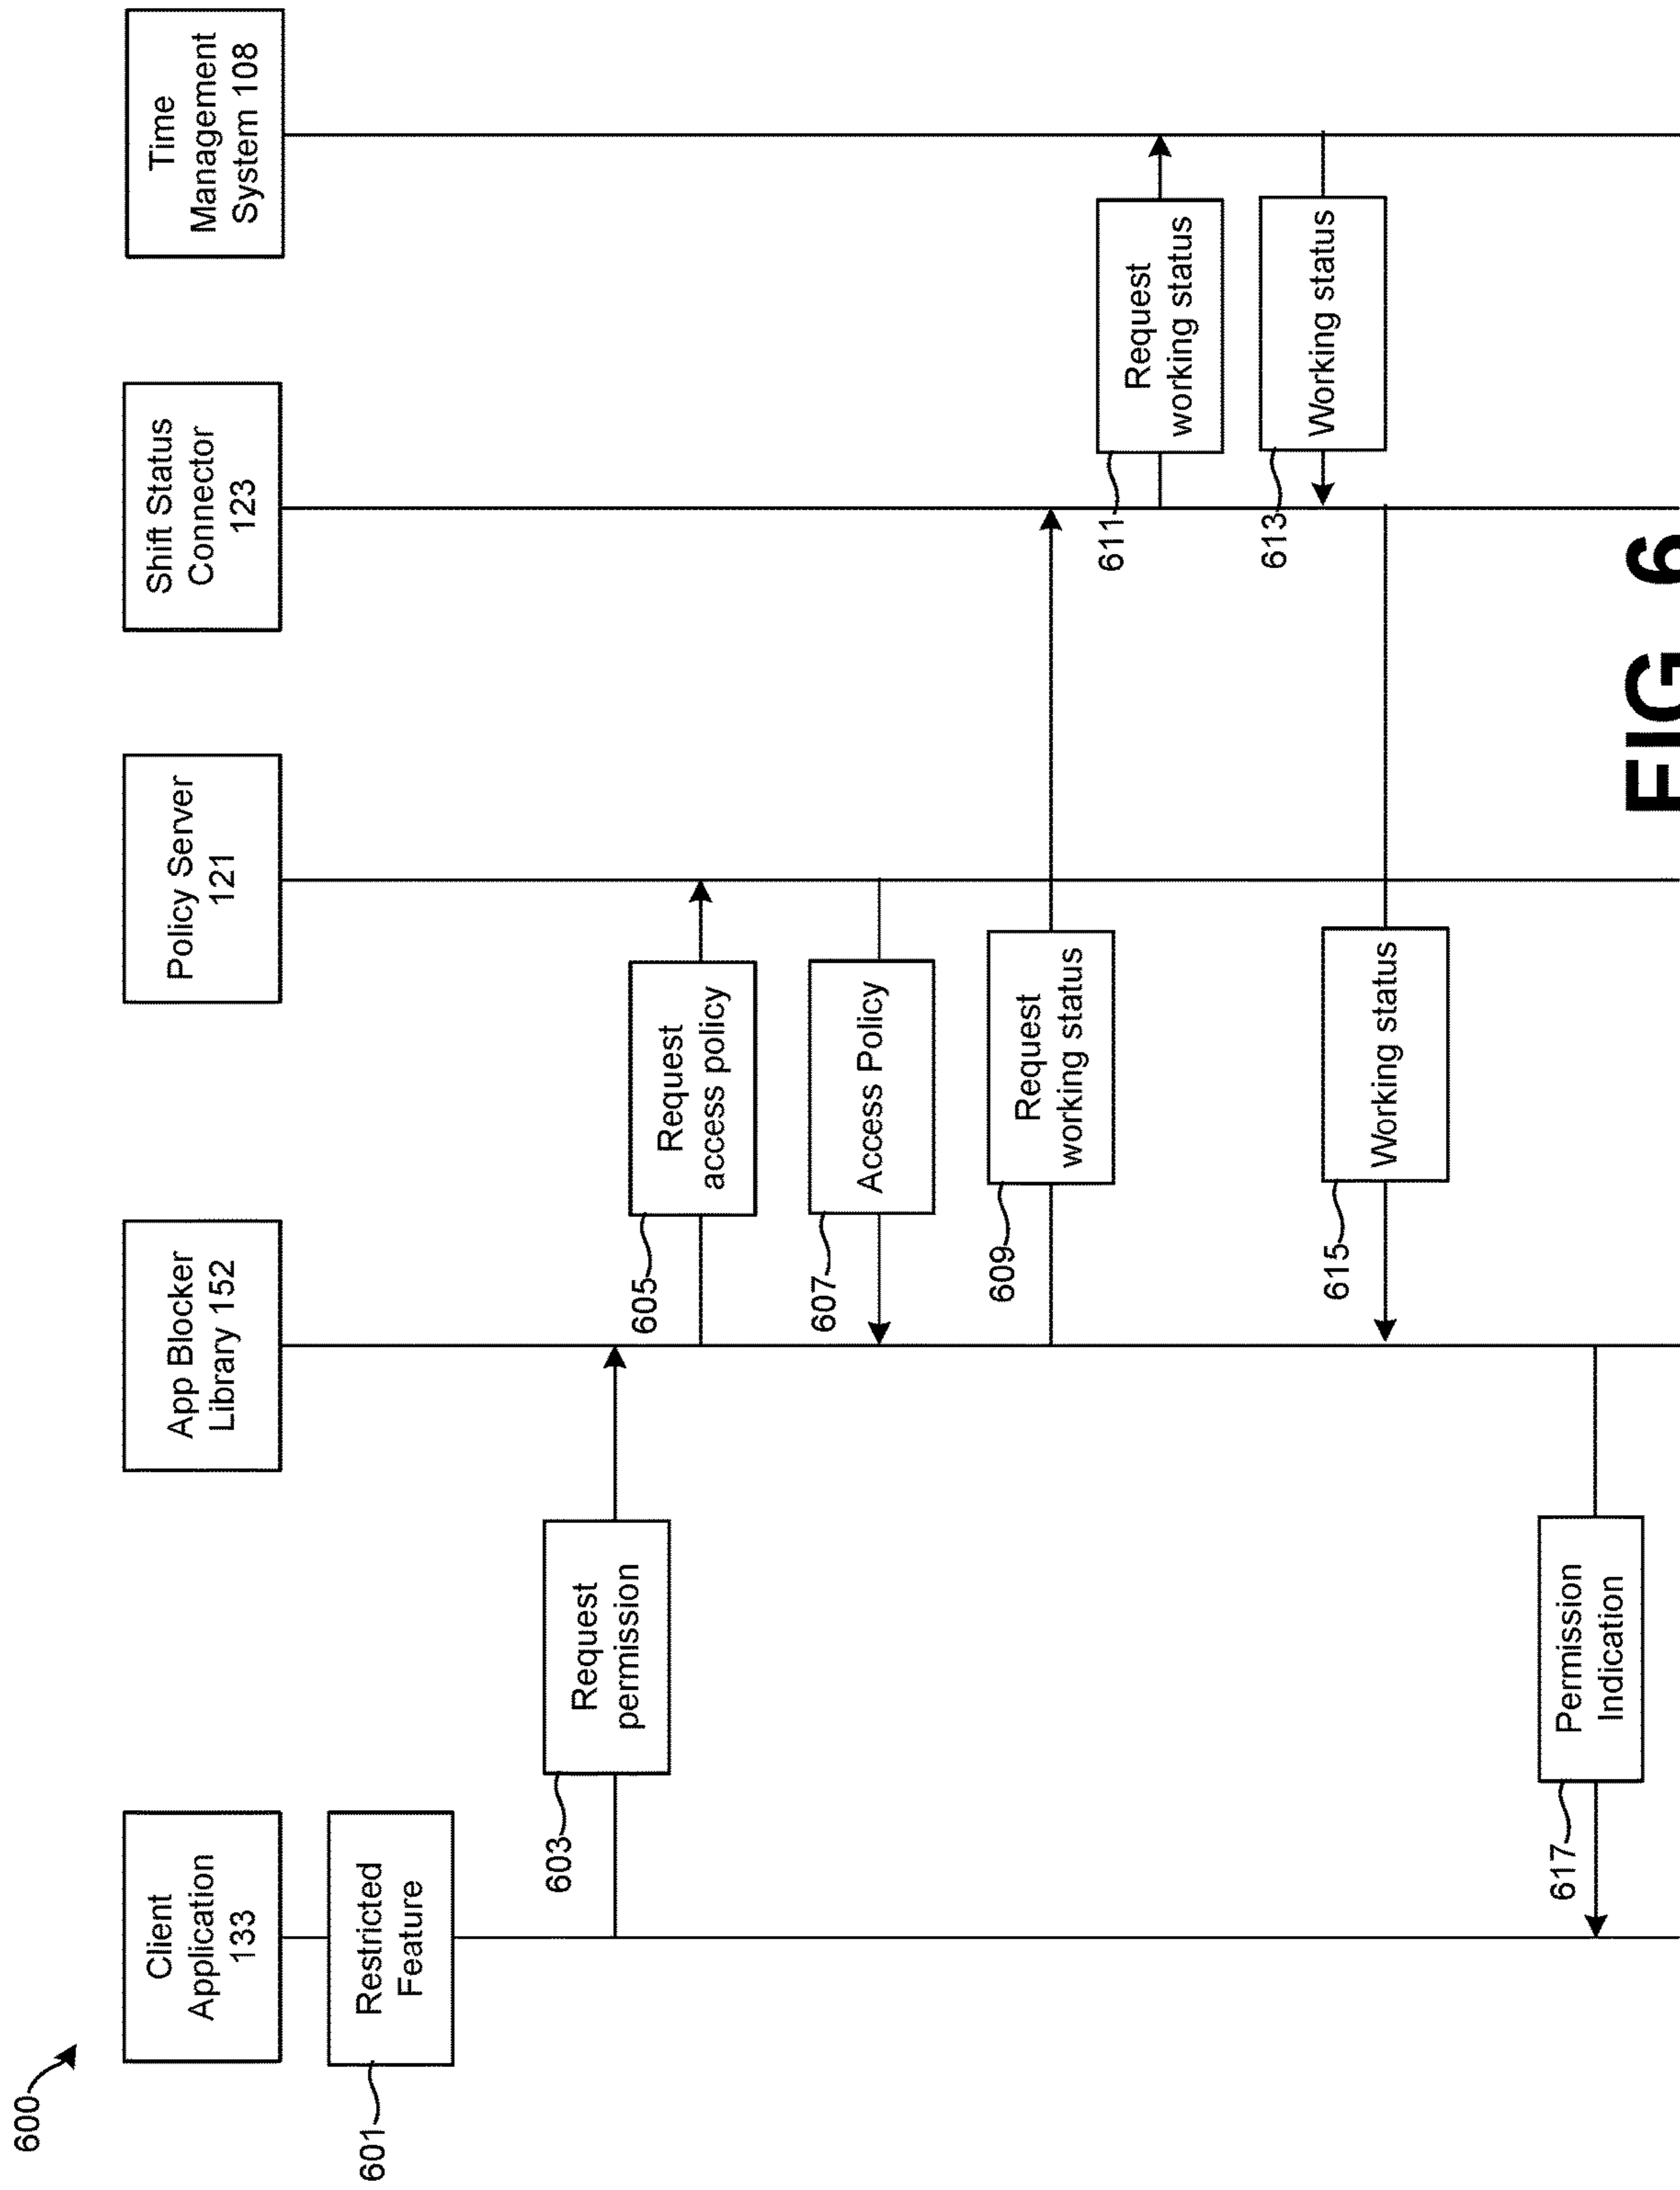 600
Client
Application
133
App Blocker
Library 152
Policy Server
121
Shift Status
Connector
123
Time
Management
System 108
601
Restricted
Feature
603
Request
permission
605
Request
access policy
607
Access Policy
609
Request
working status
611
Request
working status
613
Working status
615
Working status
617
Permission
Indication
FIG 6